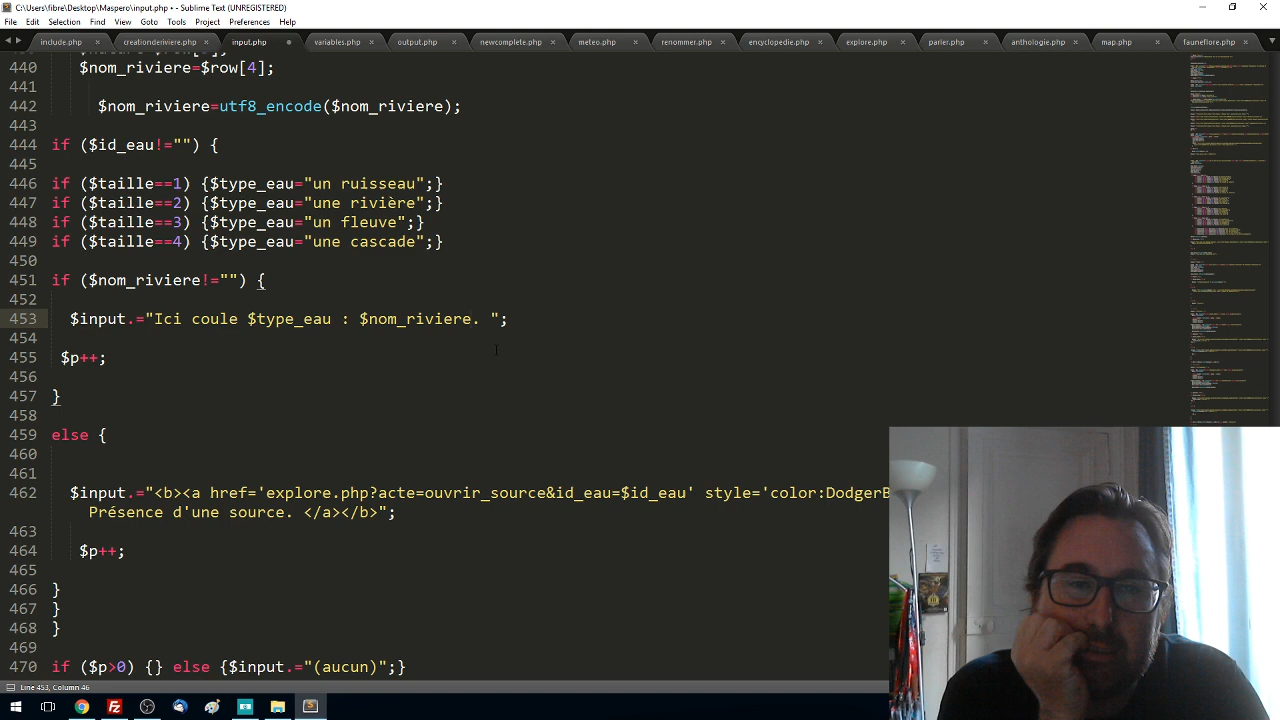 C:\Users\fibre\Desktop\Maspero\input.php • - Sublime Text (UNREGISTERED)
File Edit Selection Find View Goto Tools Project Preferences Help
include.php creationderiviere.php input.php variables.php output.php newcomplete.php meteo.php renommer.php encyclopedie.php explore.php parler.php anthologie.php map.php fauneflore.php
440 $nom_riviere=$row[4];
441
442 $nom_riviere=utf8_encode($nom_riviere);
443
444 if ($id_eau!="") {
445
446 if ($taille==1) {$type_eau="un ruisseau";}
447 if ($taille==2) {$type_eau="une rivière";}
448 if ($taille==3) {$type_eau="un fleuve";}
449 if ($taille==4) {$type_eau="une cascade";}
450
451 if ($nom_riviere!="") {
452
453 $input.="Ici coule $type_eau : $nom_riviere. ";
454
455 $p++;
456
457 }
458
459 else {
460
461
462 $input.="<b><a href='explore.php?acte=ouvrir_source&id_eau=$id_eau' style='color:DodgerB
Présence d'une source. </a></b>";
463
464 $p++;
465
466 }
467 }
468 }
469
470 if ($p>0) {} else {$input.="(aucun)";}
Line 453, Column 46